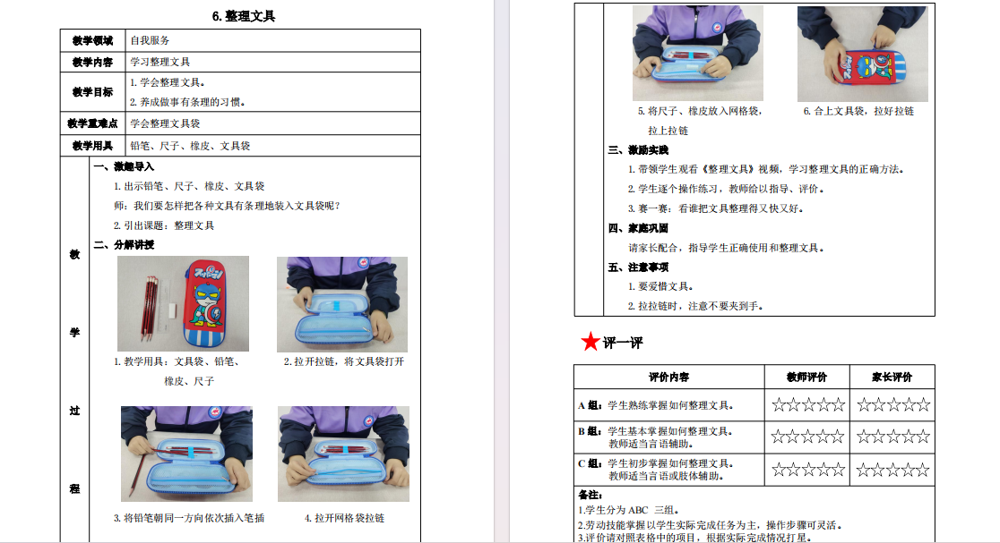 6.整理文具
教学领域 自我服务
教学内容 学习整理文具
教学目标 1.学会整理文具。
2.养成做事有条理的习惯。
教学重难点 学会整理文具袋
教学用具 铅笔、尺子、橡皮、文具袋
教学过程
一、激趣导入
1.出示铅笔、尺子、橡皮、文具袋
师：我们要怎样把各种文具有条理地装入文具袋呢？
2.引出课题：整理文具
二、分解讲授
1.教学用具：文具袋、铅笔、
橡皮、尺子
2.拉开拉链，将文具袋打开
3.将铅笔朝同一方向依次插入笔插
4.拉开网格袋拉链
5.将尺子、橡皮放入网格袋，
拉上拉链
6.合上文具袋，拉好拉链
三、激励实践
1.带领学生观看《整理文具》视频，学习整理文具的正确方法。
2.学生逐个操作练习，教师给以指导、评价。
3.赛一赛：看谁把文具整理得又快又好。
四、家庭巩固
请家长配合，指导学生正确使用和整理文具。
五、注意事项
1.要爱惜文具。
2.拉拉链时，注意不要夹到手。
★评一评
评价内容 教师评价 家长评价
A 组：学生熟练掌握如何整理文具。 ☆☆☆☆☆ ☆☆☆☆☆
B 组：学生基本掌握如何整理文具。 ☆☆☆☆☆ ☆☆☆☆☆
教师适当言语辅助。
C 组：学生初步掌握如何整理文具。 ☆☆☆☆☆ ☆☆☆☆☆
教师适当言语或肢体辅助。
备注：
1.学生分为 ABC 三组。
2.劳动技能掌握以学生实际完成任务为主，操作步骤可灵活。
3.评价请对照表格中的项目，根据实际完成情况打星。